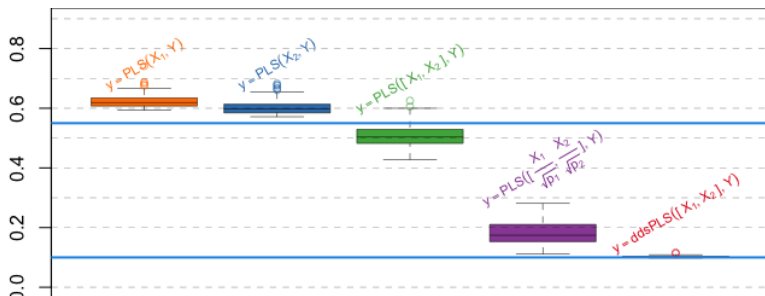 0.8
0.6
0.4
0.2
0.0
y = PLS(X₁, Y)
y = PLS(X₂, Y)
y = PLS([ X₁, X₂ ], Y)
y = PLS([ X₁/√p₁, X₂/√p₂ ], Y)
y = ddsPLS([ X₁, X₂ ], Y)